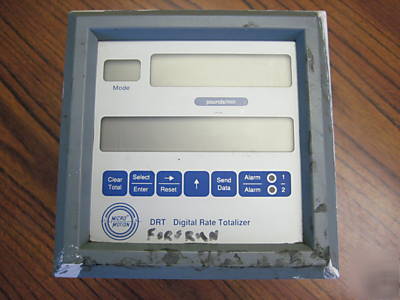 Mode
pounds/min
Clear Total
Select Enter
Reset
Send Data
Alarm 1
Alarm 2
MICRO MOTION
DRT Digital Rate Totalizer